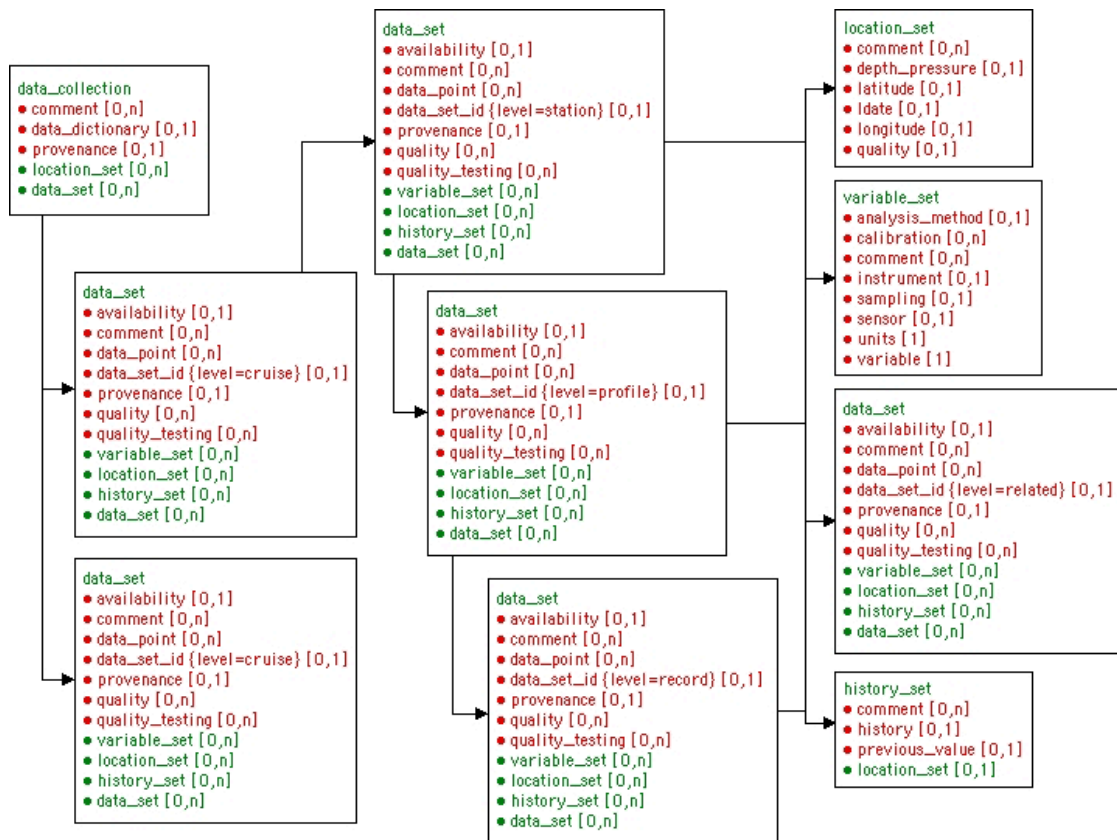 data_collection
comment [0,n]
data_dictionary [0,1]
provenance [0,1]
location_set [0,n]
data_set [0,n]
data_set
availability [0,1]
comment [0,n]
data_point [0,n]
data_set_id {level=cruise} [0,1]
provenance [0,1]
quality [0,n]
quality_testing [0,n]
variable_set [0,n]
location_set [0,n]
history_set [0,n]
data_set [0,n]
data_set
availability [0,1]
comment [0,n]
data_point [0,n]
data_set_id {level=cruise} [0,1]
provenance [0,1]
quality [0,n]
quality_testing [0,n]
variable_set [0,n]
location_set [0,n]
history_set [0,n]
data_set [0,n]
data_set
availability [0,1]
comment [0,n]
data_point [0,n]
data_set_id {level=station} [0,1]
provenance [0,1]
quality [0,n]
quality_testing [0,n]
variable_set [0,n]
location_set [0,n]
history_set [0,n]
data_set [0,n]
data_set
availability [0,1]
comment [0,n]
data_point [0,n]
data_set_id {level=profile} [0,1]
provenance [0,1]
quality [0,n]
quality_testing [0,n]
variable_set [0,n]
location_set [0,n]
history_set [0,n]
data_set [0,n]
data_set
availability [0,1]
comment [0,n]
data_point [0,n]
data_set_id {level=record} [0,1]
provenance [0,1]
quality [0,n]
quality_testing [0,n]
variable_set [0,n]
location_set [0,n]
history_set [0,n]
data_set [0,n]
location_set
comment [0,n]
depth_pressure [0,1]
latitude [0,1]
ldate [0,1]
longitude [0,1]
quality [0,1]
variable_set
analysis_method [0,1]
calibration [0,n]
comment [0,n]
instrument [0,1]
sampling [0,1]
sensor [0,1]
units [1]
variable [1]
data_set
availability [0,1]
comment [0,n]
data_point [0,n]
data_set_id {level=related} [0,1]
provenance [0,1]
quality [0,n]
quality_testing [0,n]
variable_set [0,n]
location_set [0,n]
history_set [0,n]
data_set [0,n]
history_set
comment [0,n]
history [0,1]
previous_value [0,1]
location_set [0,1]